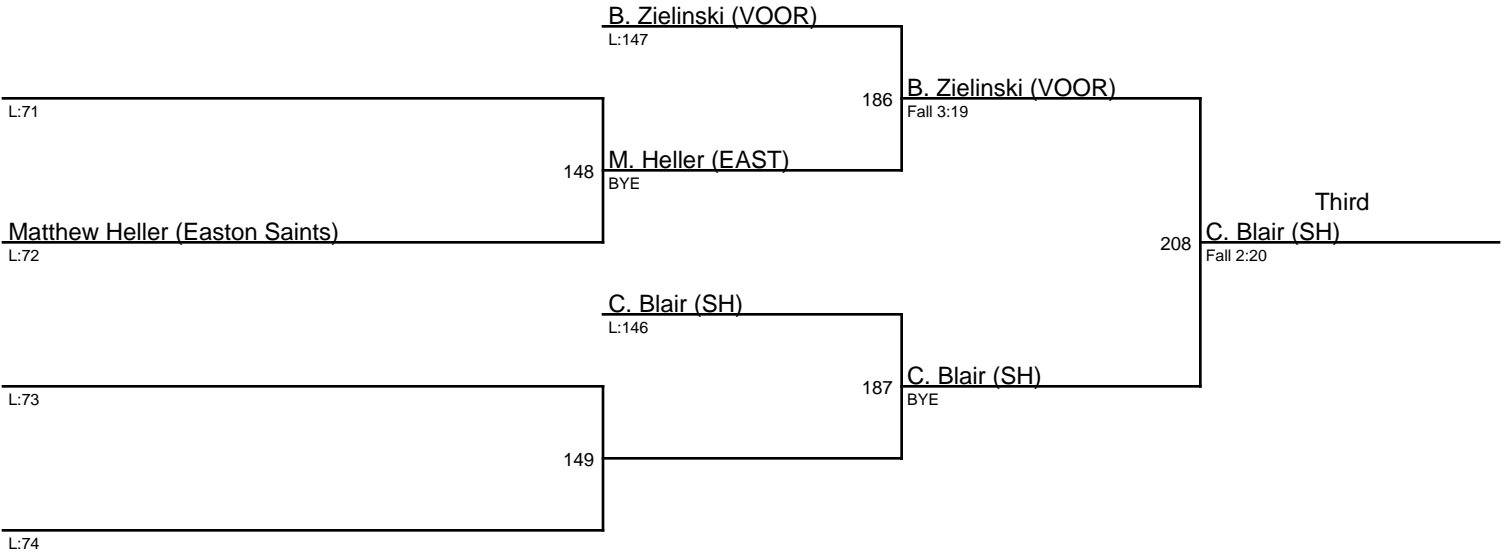 B. Zielinski (VOOR)
L:147
B. Zielinski (VOOR)
186
Fall 3:19
L:71
M. Heller (EAST)
148
BYE
Third
Matthew Heller (Easton Saints)
C. Blair (SH)
208
L:72
Fall 2:20
C. Blair (SH)
L:146
C. Blair (SH)
187
L:73
BYE
149
L:74